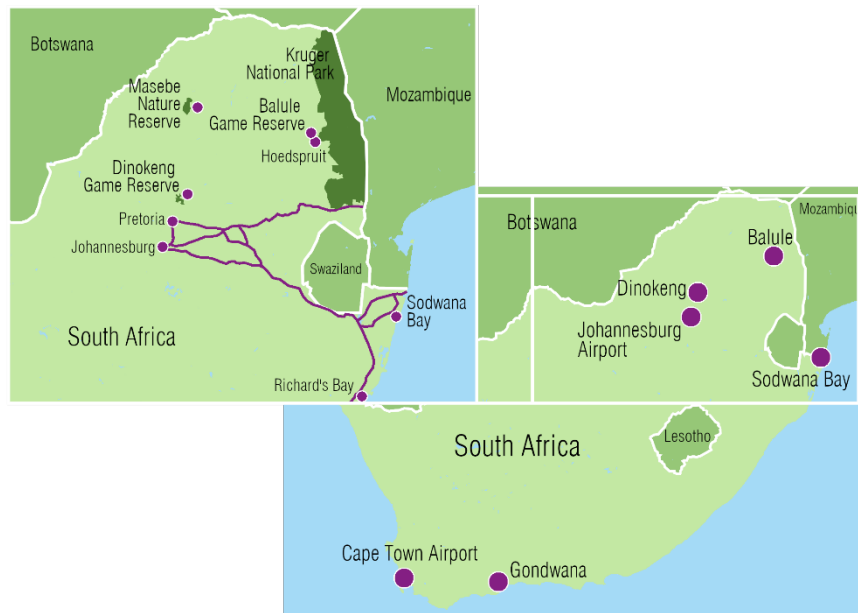 Botswana
Kruger
National Park
Masebe
Nature
Reserve
Balule
Game Reserve
Mozambique
Hoedspruit
Dinokeng
Game Reserve
Pretoria
Johannesburg
Swaziland
Sodwana
Bay
South Africa
Richard's Bay
Botswana
Mozambiqu
Balule
Dinokeng
Johannesburg
Airport
Sodwana Bay
South Africa
Lesotho
Cape Town Airport
Gondwana